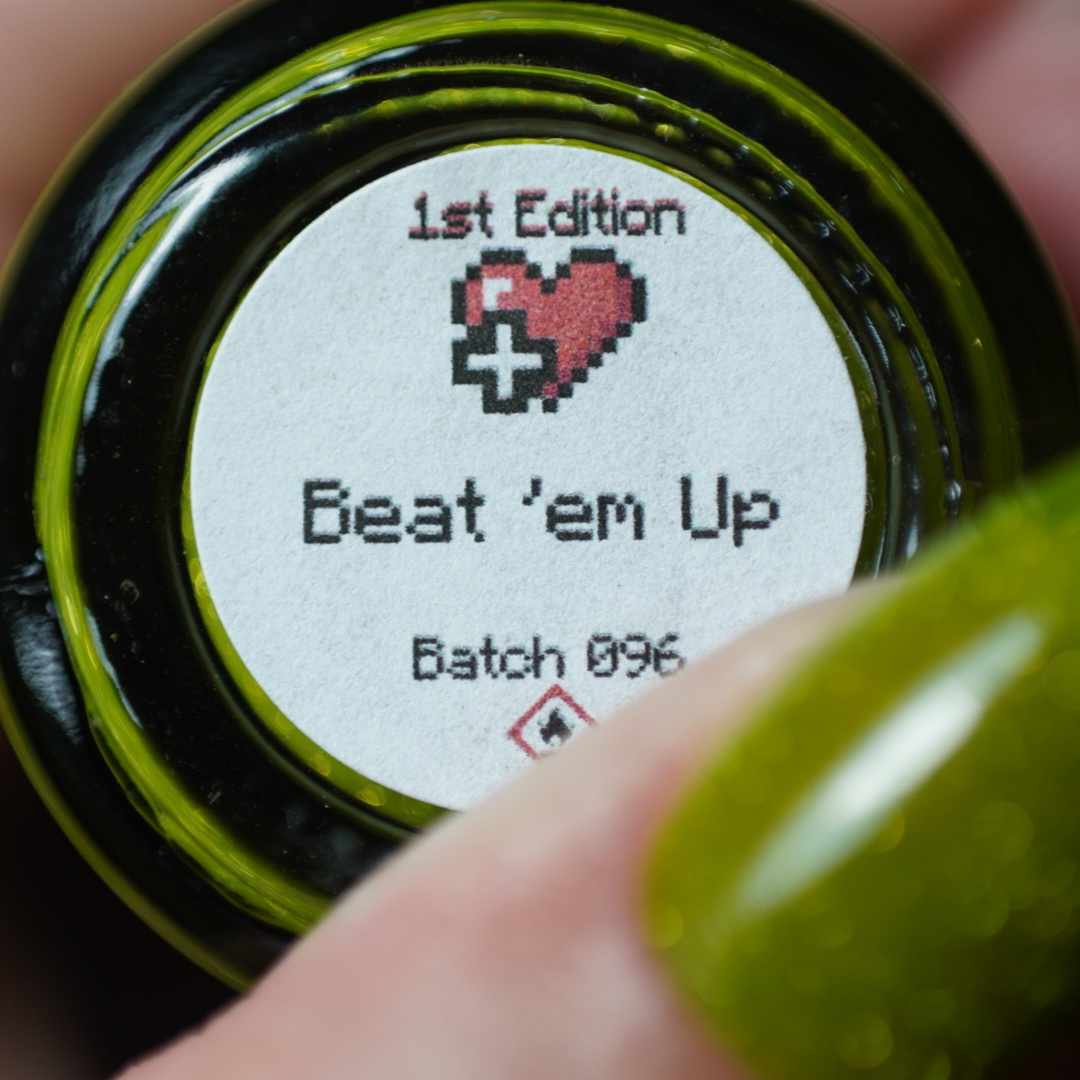 1st Edition
Beat 'em Up
Batch 096